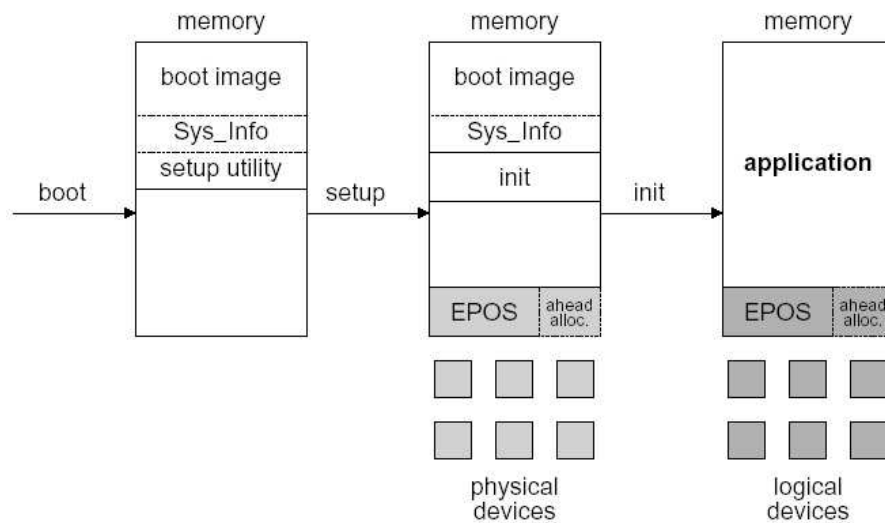 memory
boot image
Sys_Info
setup utility
boot
setup
memory
boot image
Sys_Info
init
EPOS
ahead
alloc.
physical
devices
init
memory
application
EPOS
ahead
alloc.
logical
devices